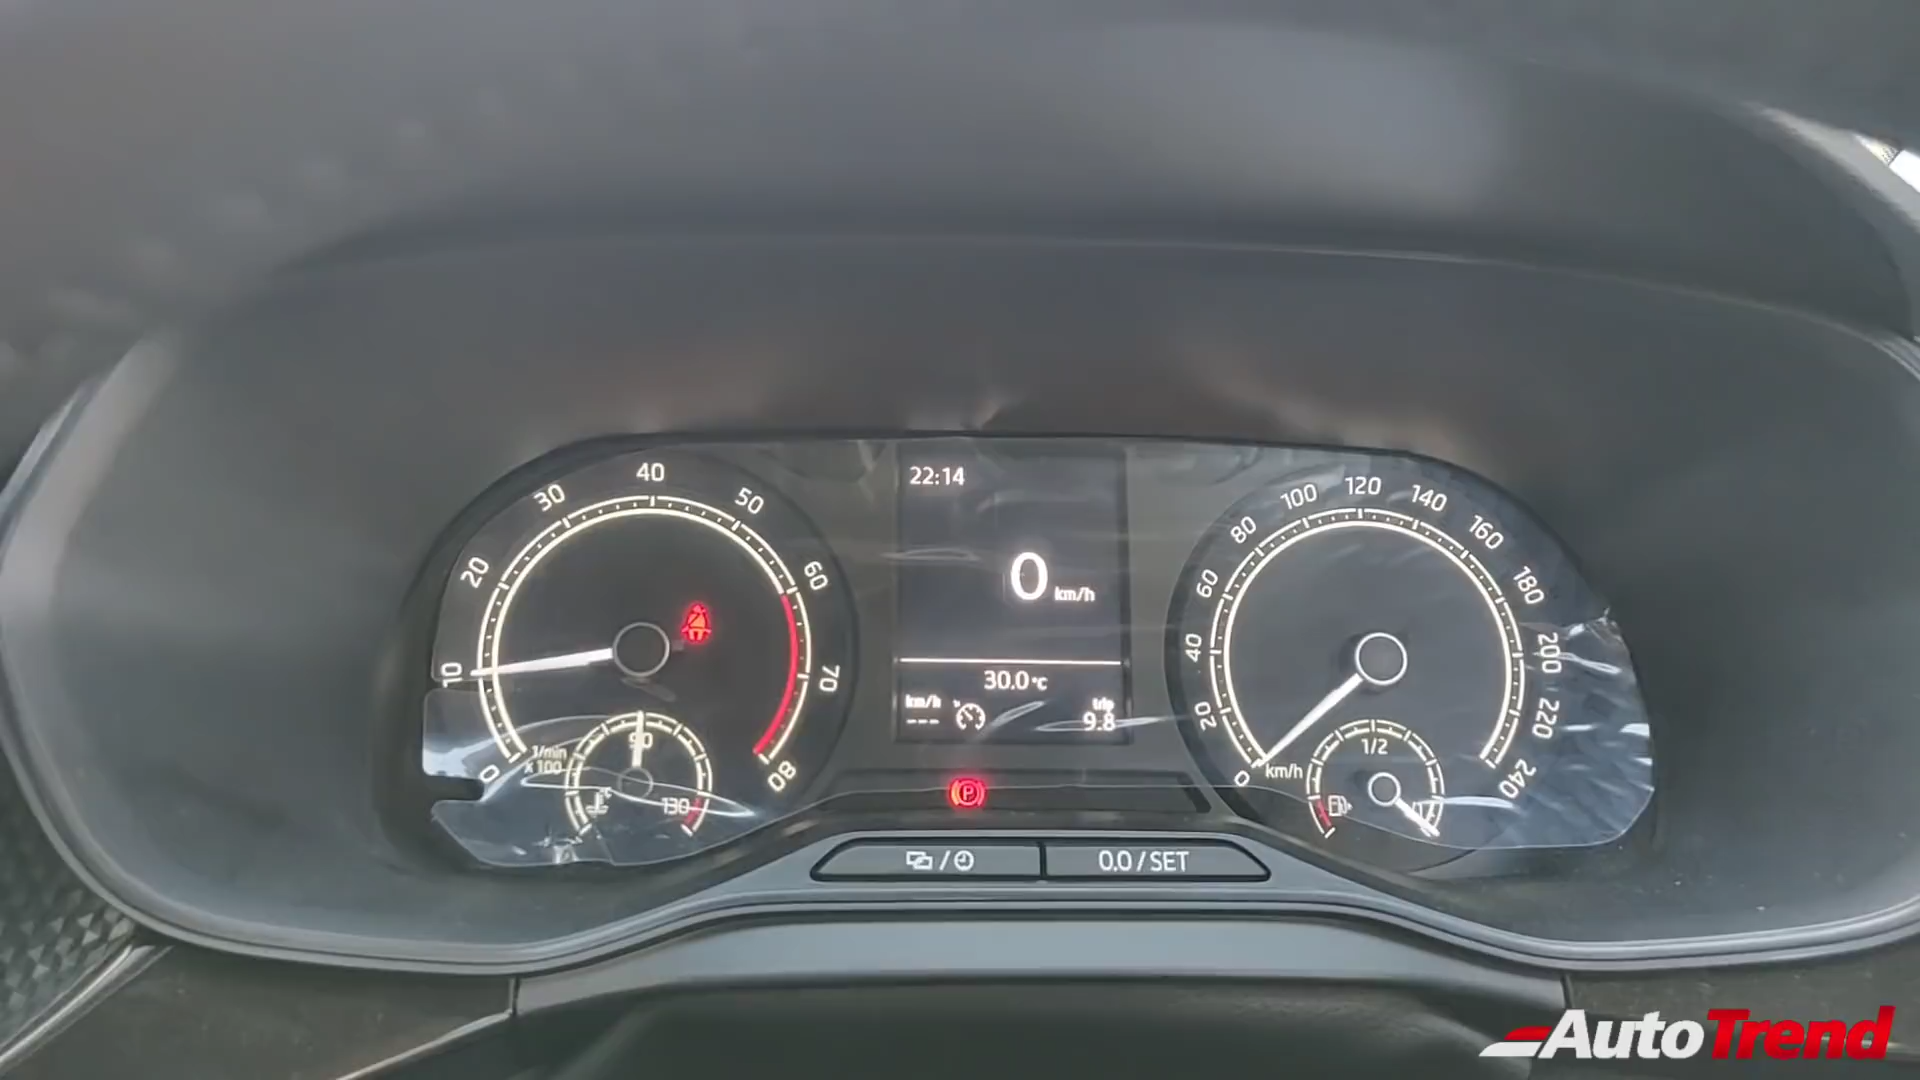 22:14
0 km/h
30.0°C
km/h
---
trip
9.8
0
10
20
30
40
50
60
70
80
1/min
x 100
90
130
°C
0
20
40
60
80
100
120
140
160
180
200
220
240
km/h
1/2
P
/
0.0 / SET
AutoTrend